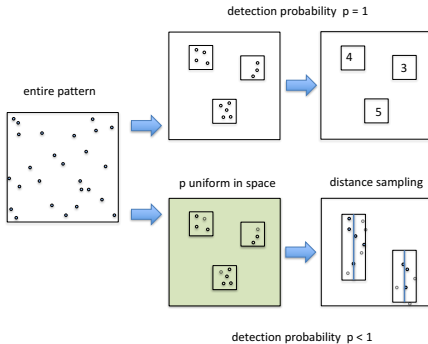 detection probability p = 1
entire pattern
4
3
5
p uniform in space
distance sampling
detection probability p < 1